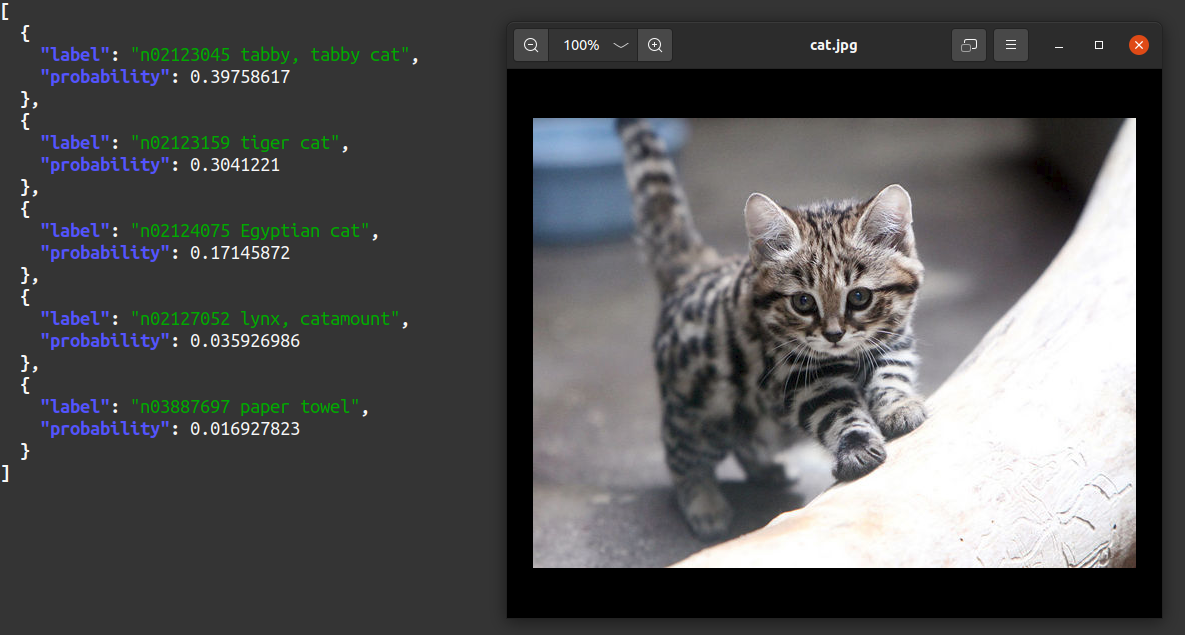 [
{
"label": "n02123045 tabby, tabby cat",
"probability": 0.39758617
},
{
"label": "n02123159 tiger cat",
"probability": 0.3041221
},
{
"label": "n02124075 Egyptian cat",
"probability": 0.17145872
},
{
"label": "n02127052 lynx, catamount",
"probability": 0.035926986
},
{
"label": "n03887697 paper towel",
"probability": 0.016927823
}
]
100%
cat.jpg